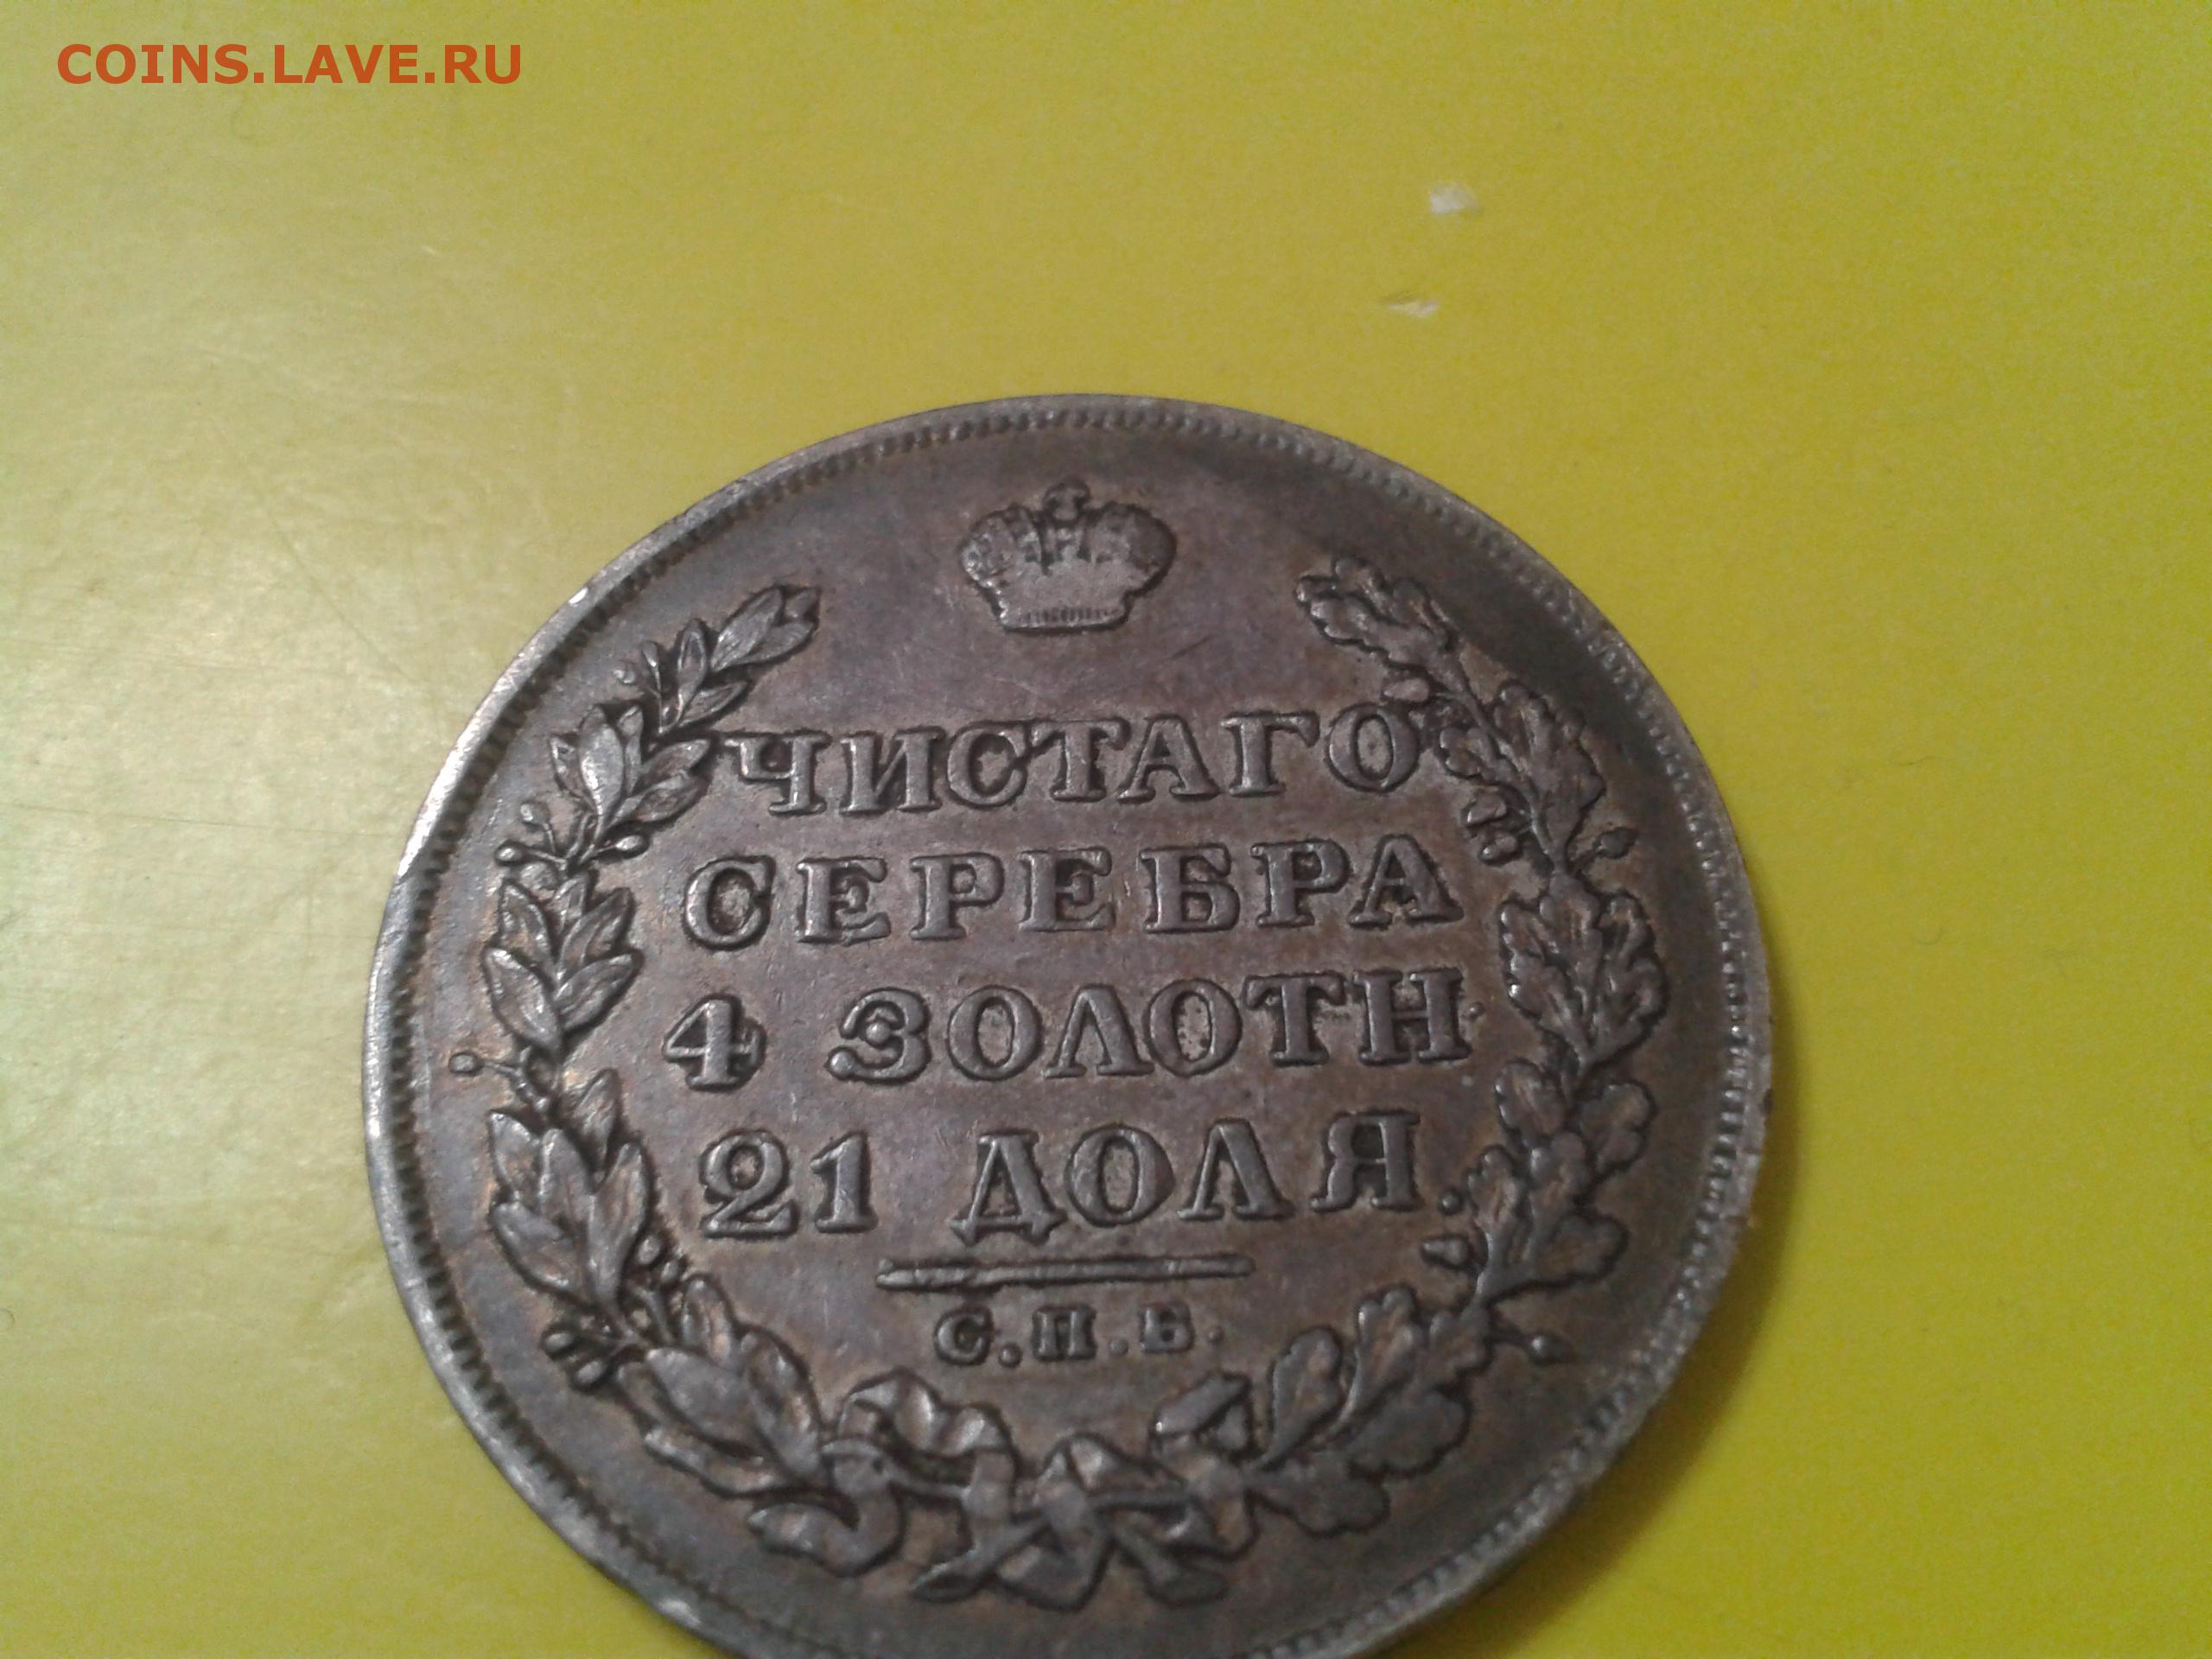 COINS.LAVE.RU
ЧИСТАГО
СЕРЕБРА
4 ЗОЛОТН
21 ДОЛЯ.
С.П.Б.